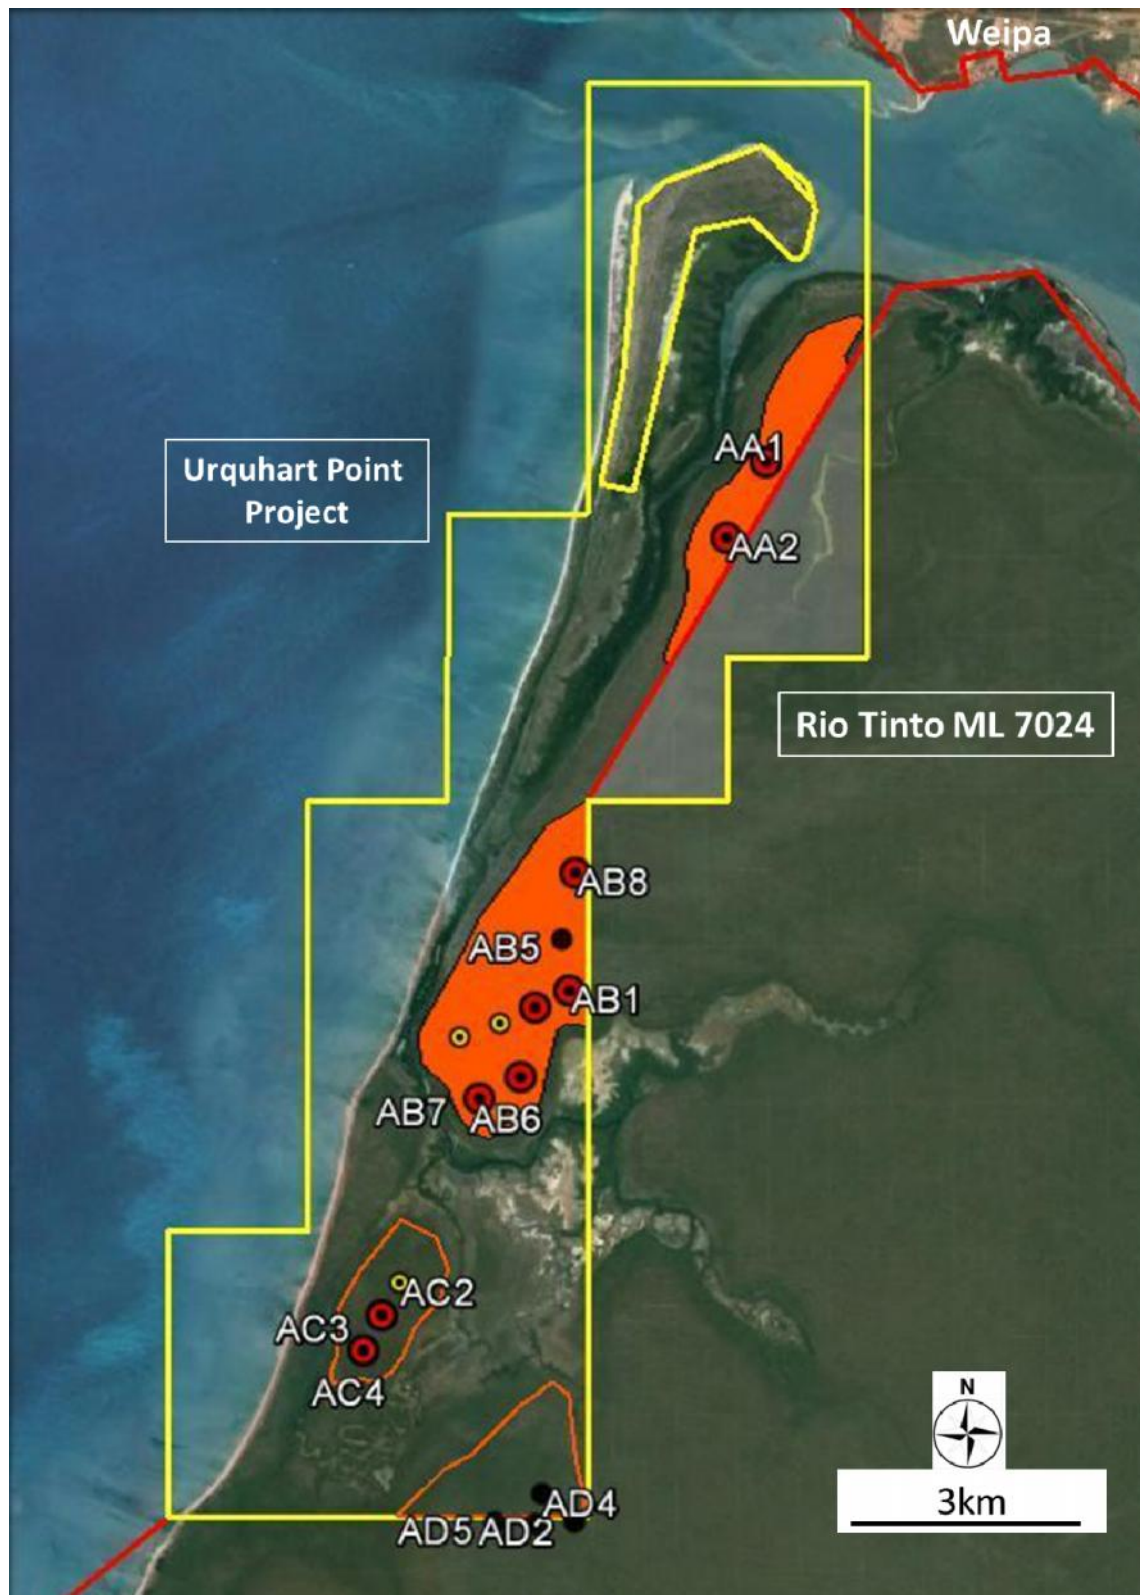 Weipa
Urquhart Point
Project
AA1
AA2
Rio Tinto ML 7024
AB8
AB5
AB1
AB7
AB6
AC2
AC3
AC4
N
3km
AD4
AD5
AD2